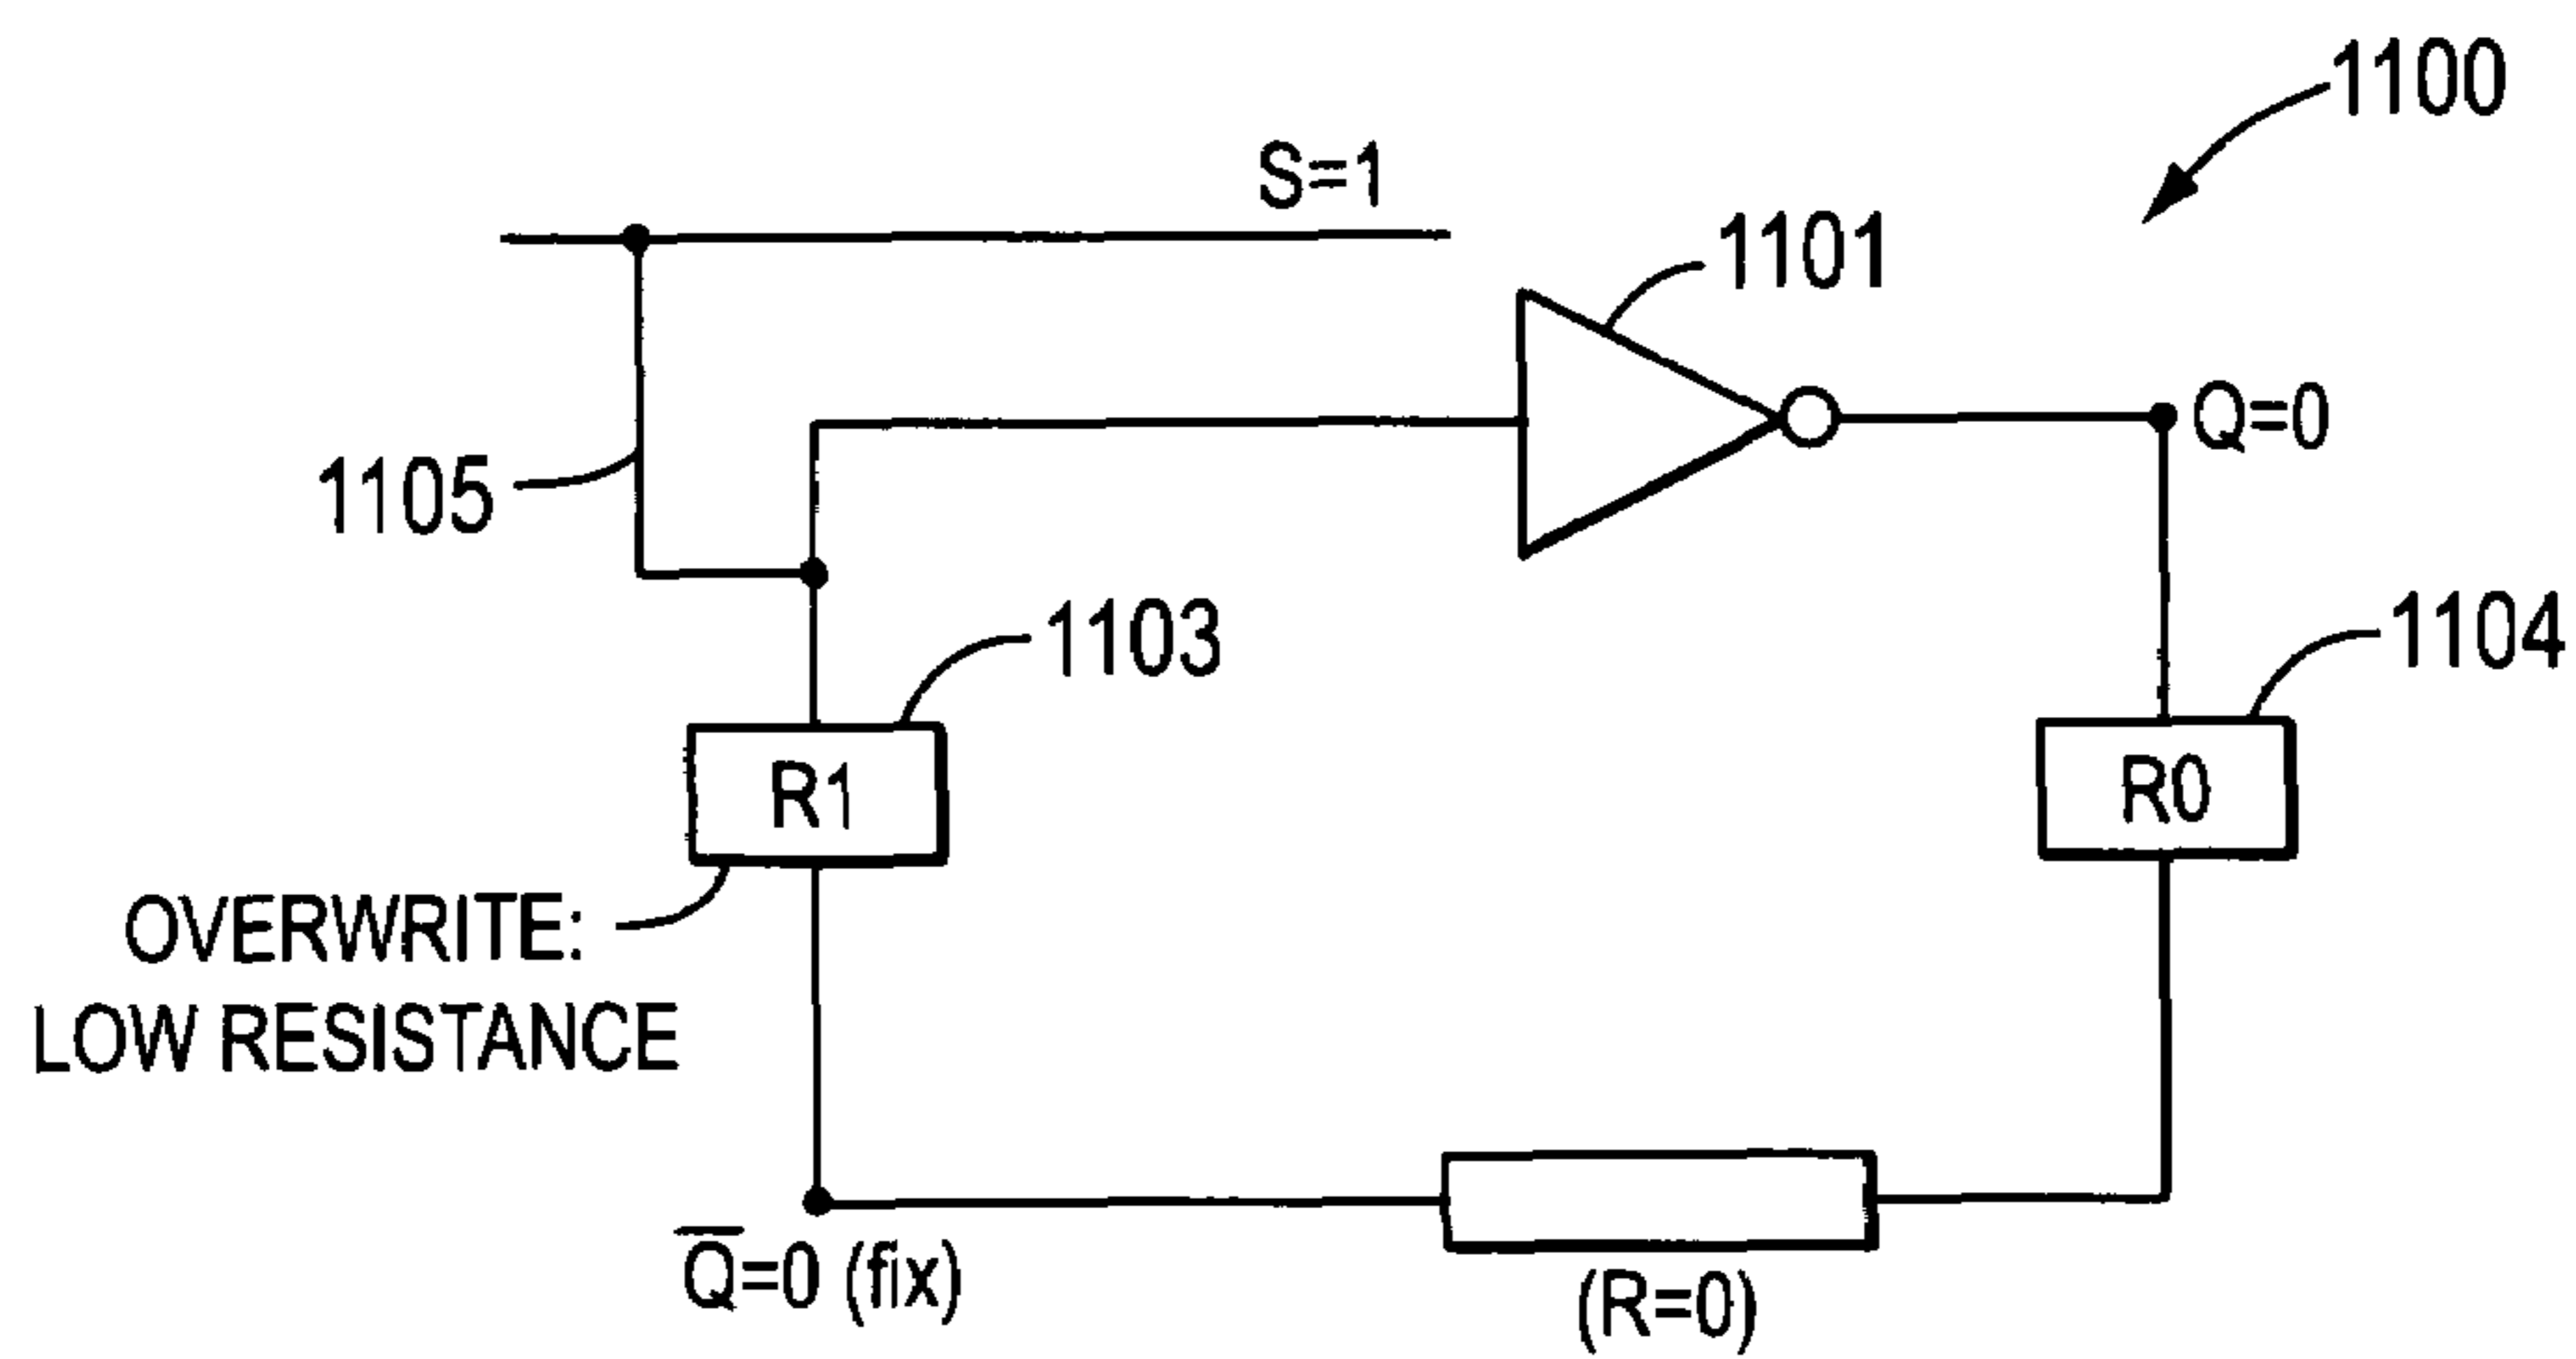 1100
S=1
1101
Q=0
1105
1103
1104
R1
R0
OVERWRITE:
LOW RESISTANCE
Q̅=0 (fix)
(R=0)